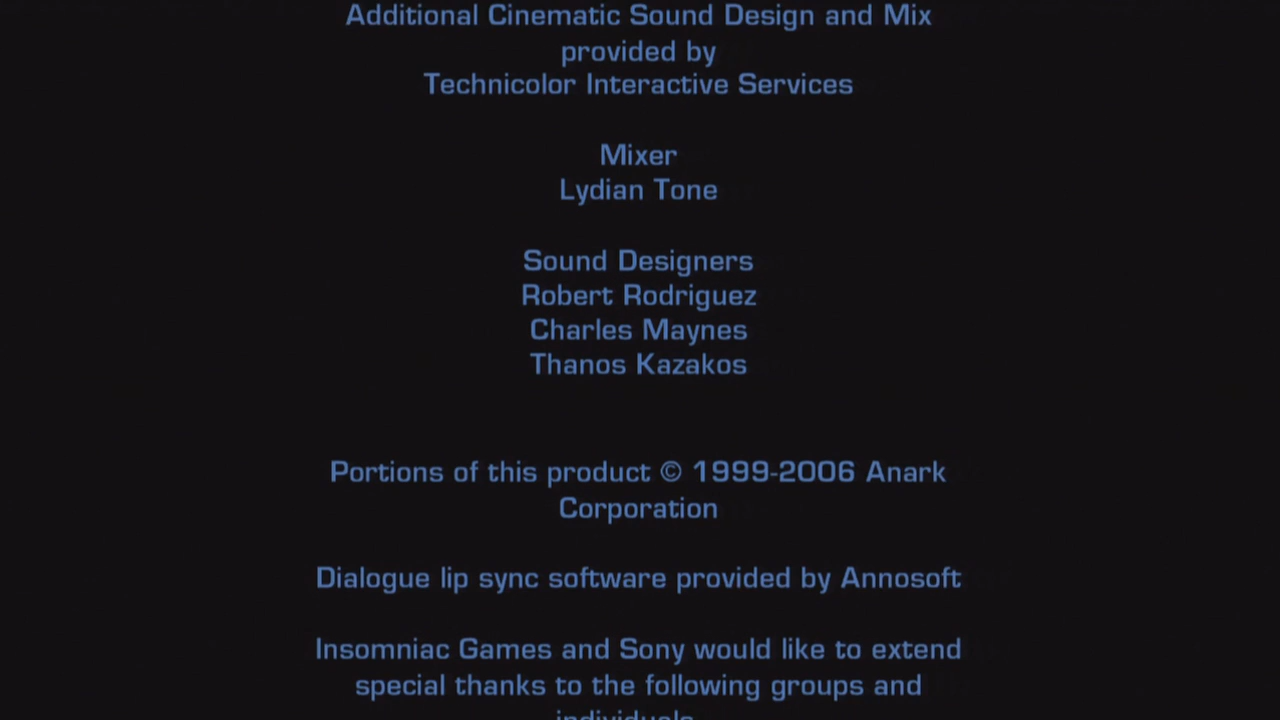 Additional Cinematic Sound Design and Mix
provided by
Technicolor Interactive Services
Mixer
Lydian Tone
Sound Designers
Robert Rodriguez
Charles Maynes
Thanos Kazakos
Portions of this product © 1999-2006 Anark
Corporation
Dialogue lip sync software provided by Annosoft
Insomniac Games and Sony would like to extend
special thanks to the following groups and
individuals